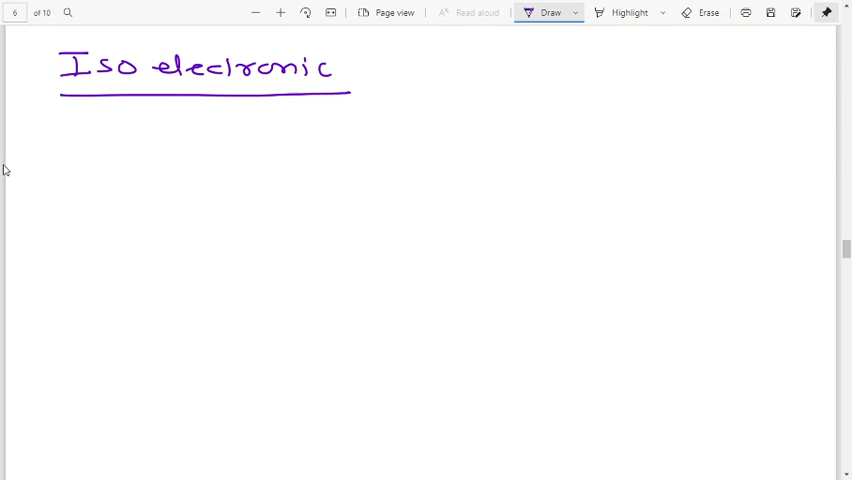 6 of 10 Page view Read aloud Draw Highlight Erase
Iso electronic